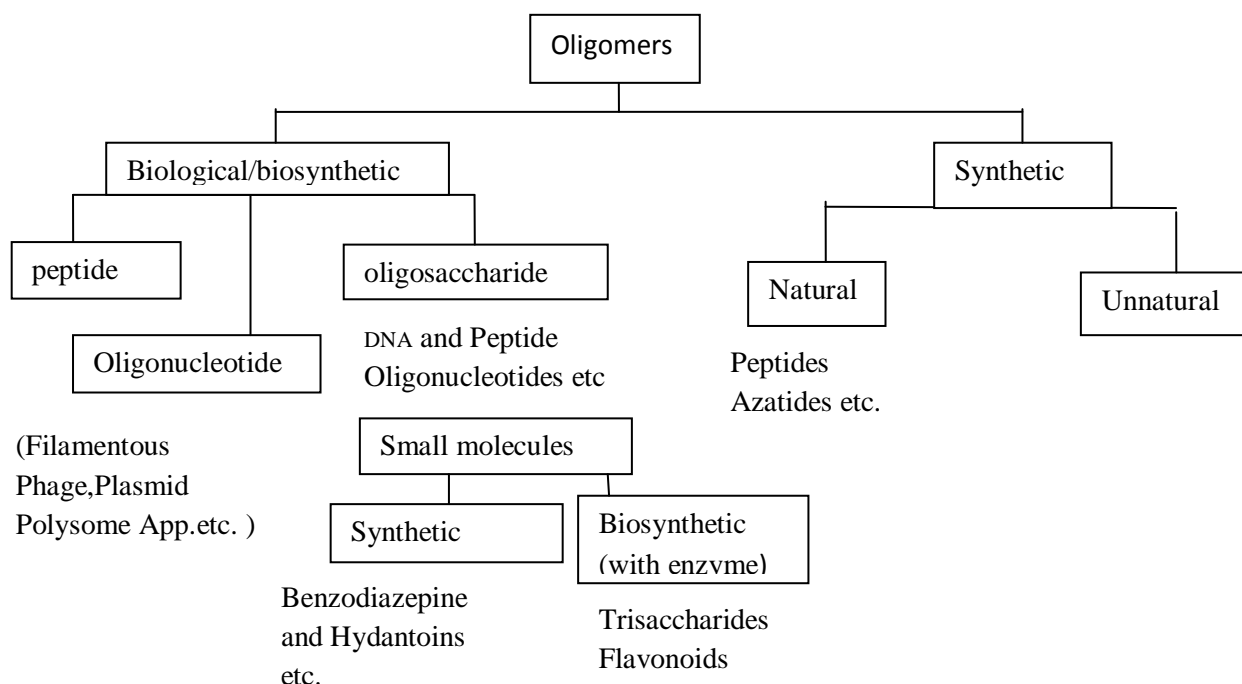 Oligomers
Biological/biosynthetic
Synthetic
peptide
oligosaccharide
Natural
Unnatural
Oligonucleotide
DNA and Peptide
Oligonucleotides etc
Peptides
Azatides etc.
(Filamentous
Phage,Plasmid
Polysome App.etc. )
Small molecules
Synthetic
Biosynthetic
(with enzyme)
Benzodiazepine
and Hydantoins
etc.
Trisaccharides
Flavonoids